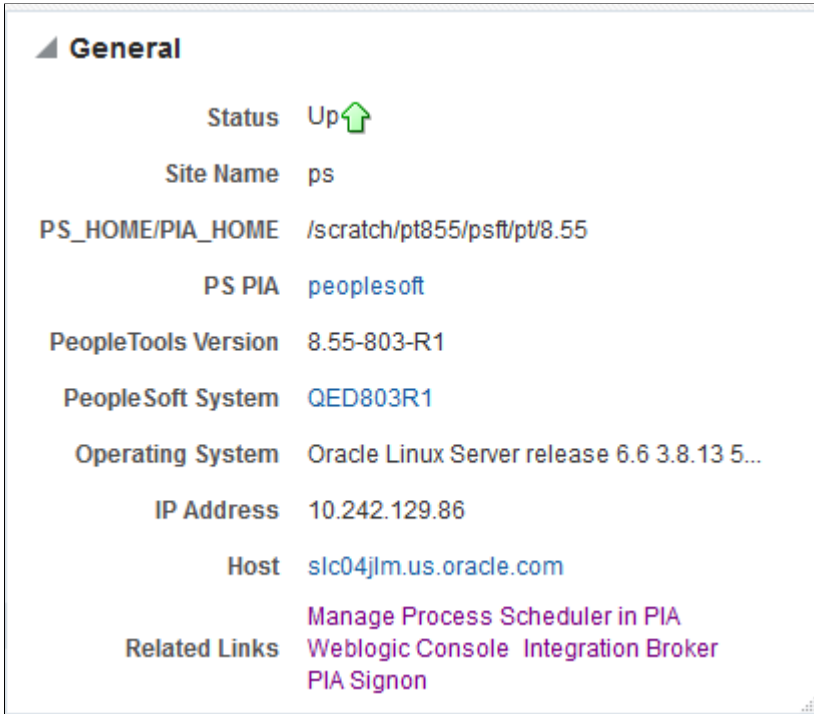 General
Status Up
Site Name ps
PS_HOME/PIA_HOME /scratch/pt855/psft/pt/8.55
PS PIA peoplesoft
PeopleTools Version 8.55-803-R1
PeopleSoft System QED803R1
Operating System Oracle Linux Server release 6.6 3.8.13 5...
IP Address 10.242.129.86
Host slc04jlm.us.oracle.com
Related Links Manage Process Scheduler in PIA
Weblogic Console Integration Broker
PIA Signon